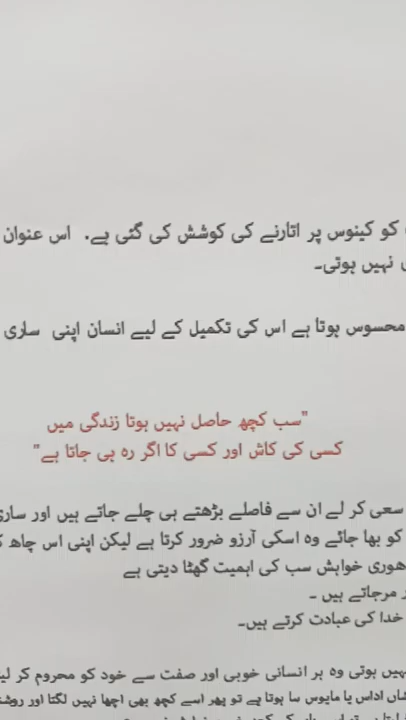 کو کینوس پر اتارنے کی کوشش کی گئی ہے۔ اس عنوان
نہیں ہوتی۔
محسوس ہوتا ہے اس کی تکمیل کے لیے انسان اپنی ساری
"سب کچھ حاصل نہیں ہوتا زندگی میں
کسی کی کاش اور کسی کا اگر رہ ہی جاتا ہے"
سعی کر لے ان سے فاصلے بڑھتے ہی چلے جاتے ہیں اور ساری
کو بھا جائے وہ اسکی آرزو ضرور کرتا ہے لیکن اپنی اس چاھ
خواہش سب کی اہمیت گھٹا دیتی ہے
مرجاتے ہیں ۔
خدا کی عبادت کرتے ہیں۔
ہوتی وہ ہر انسانی خوبی اور صفت سے خود کو محروم کر
اداس یا مایوس سا ہوتا ہے تو پھر اسے کچھ بھی اچھا نہیں لگتا اور